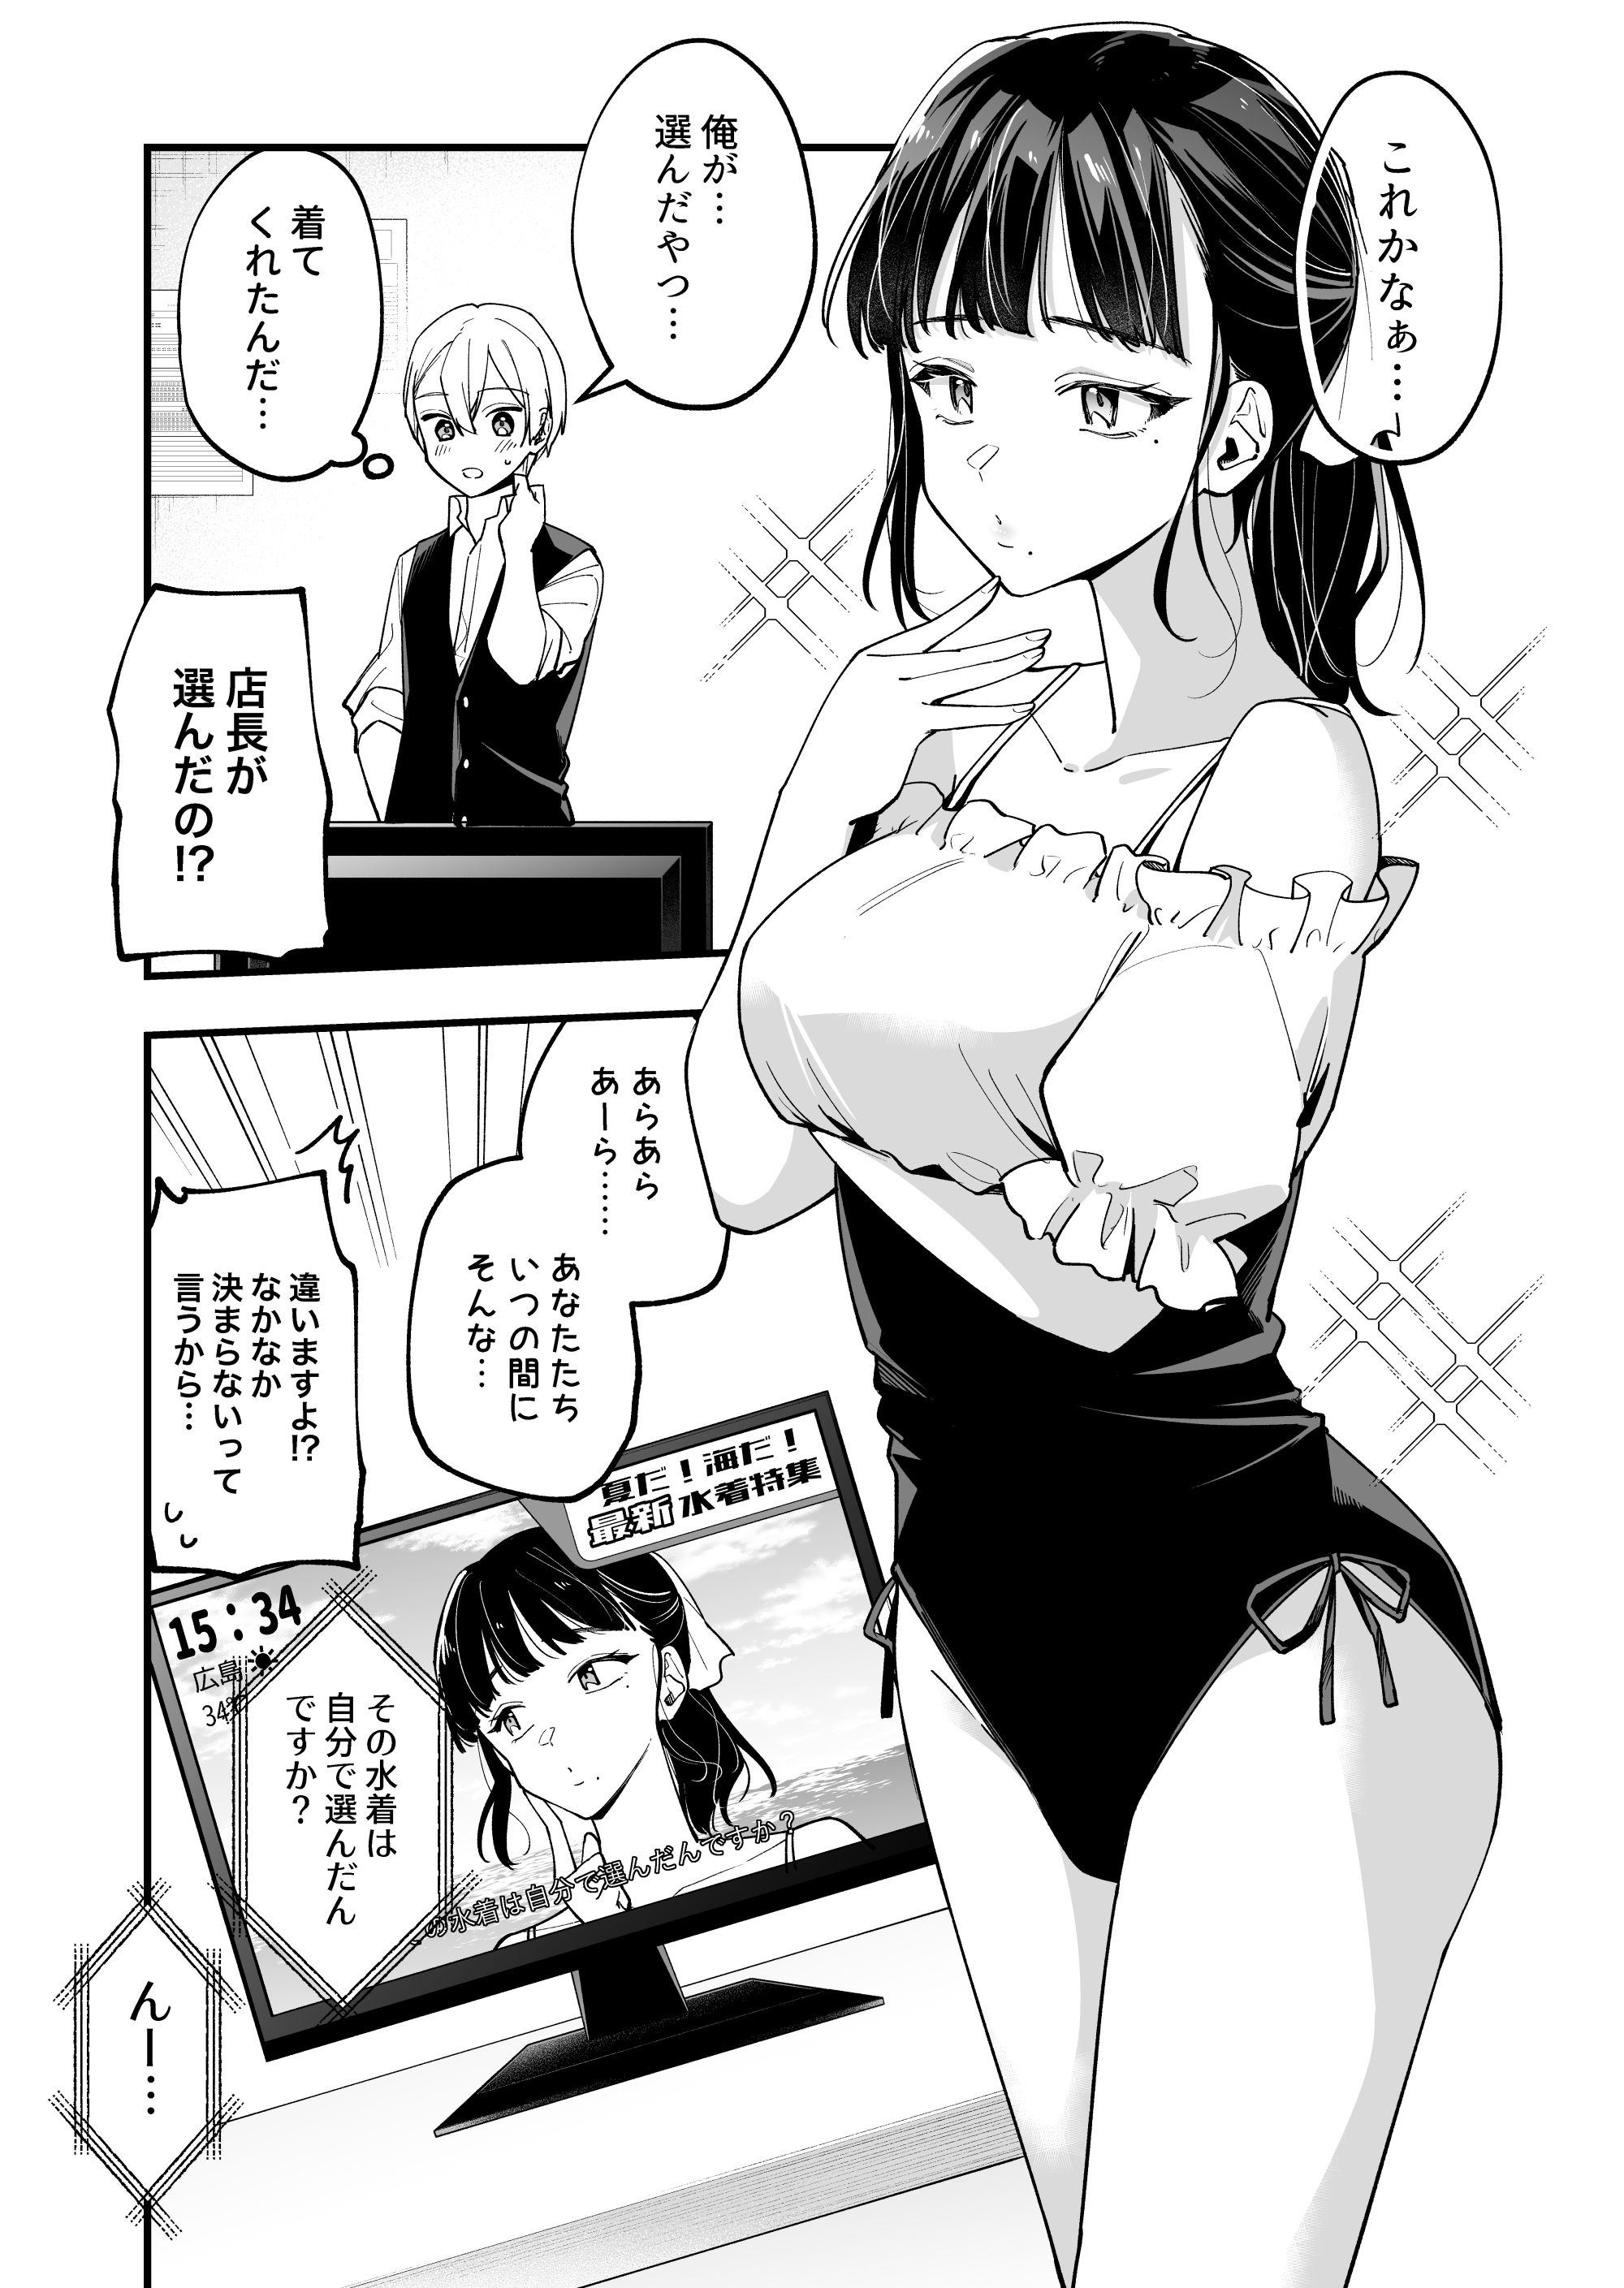 これかなぁ…
俺が…
選んだやつ…
着て
くれたんだ…
店長が
選んだの!?
あらあら
あーら……
あなたたち
いつの間に
そんな…
違いますよ!?
なかなか
決まらないって
言うから…
夏だ!海だ!
最新水着特集
15:34
広島
34℃
その水着は
自分で選んだん
ですか?
の水着は自分で選んだんですか?
んー…